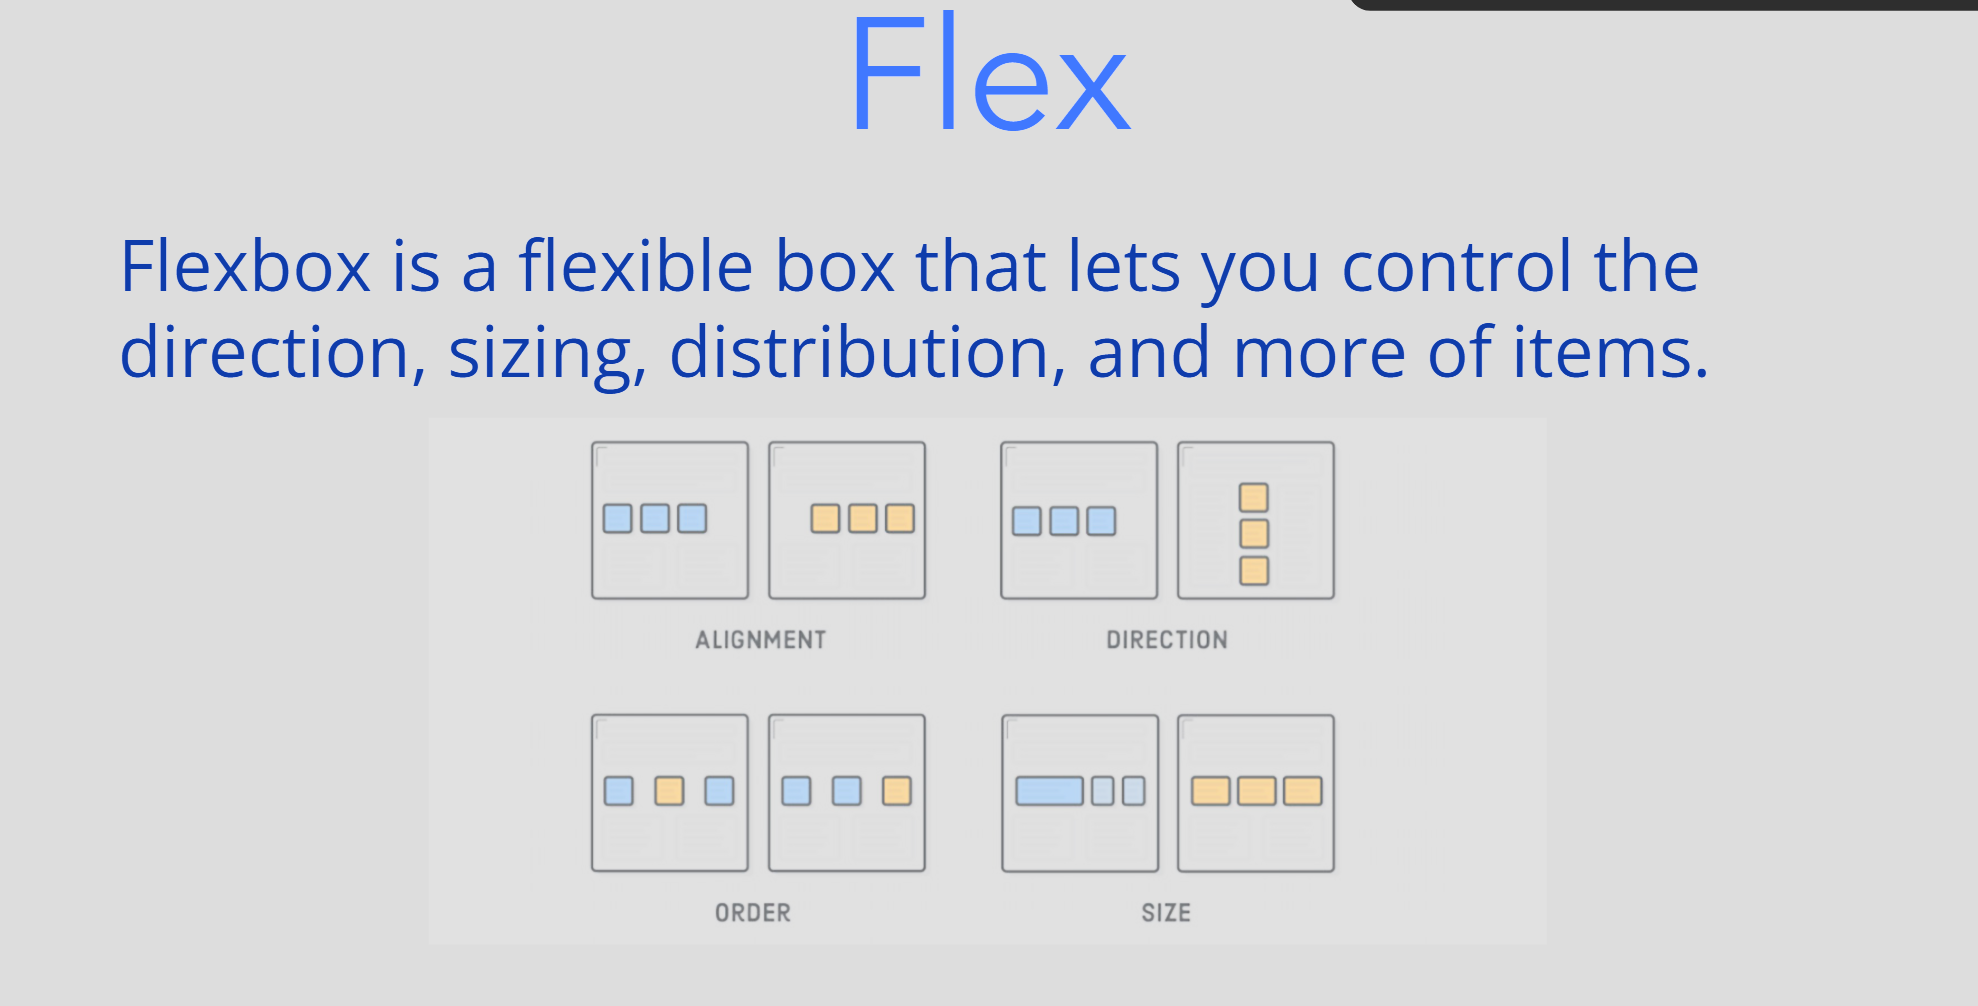 Flex
Flexbox is a flexible box that lets you control the
direction, sizing, distribution, and more of items.
ALIGNMENT
DIRECTION
ORDER
SIZE